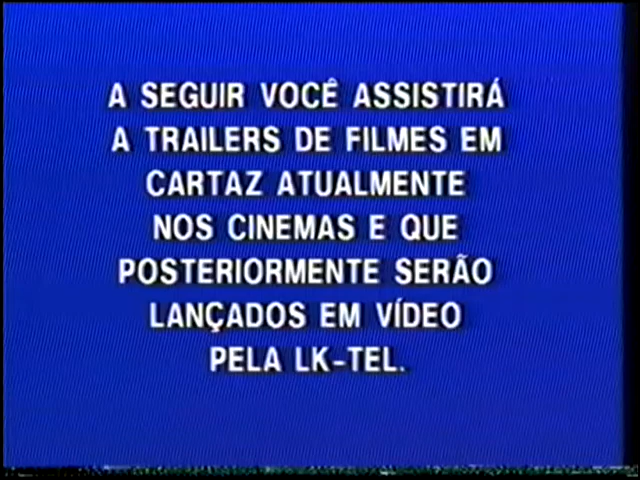 A SEGUIR VOCÊ ASSISTIRÁ
A TRAILERS DE FILMES EM
CARTAZ ATUALMENTE
NOS CINEMAS E QUE
POSTERIORMENTE SERÃO
LANÇADOS EM VÍDEO
PELA LK-TEL.